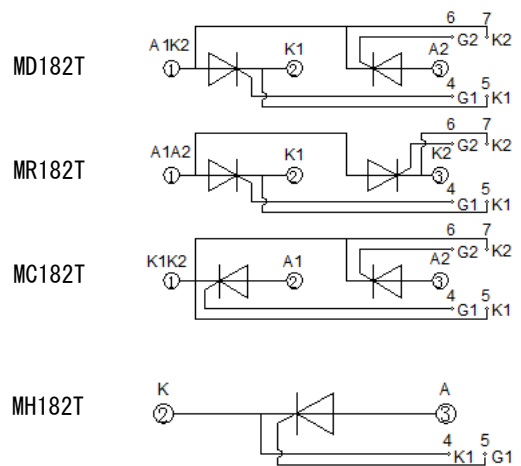 6 7
A1K2 K1 A2 G2 K2
MD182T ① ② ③
4 5
G1 K1
6 7
A1A2 K1 K2 G2 K2
MR182T ① ② ③
4 5
G1 K1
6 7
K1K2 A1 A2 G2 K2
MC182T ① ② ③
4 5
G1 K1
K A
MH182T ② ③
4 5
K1 G1